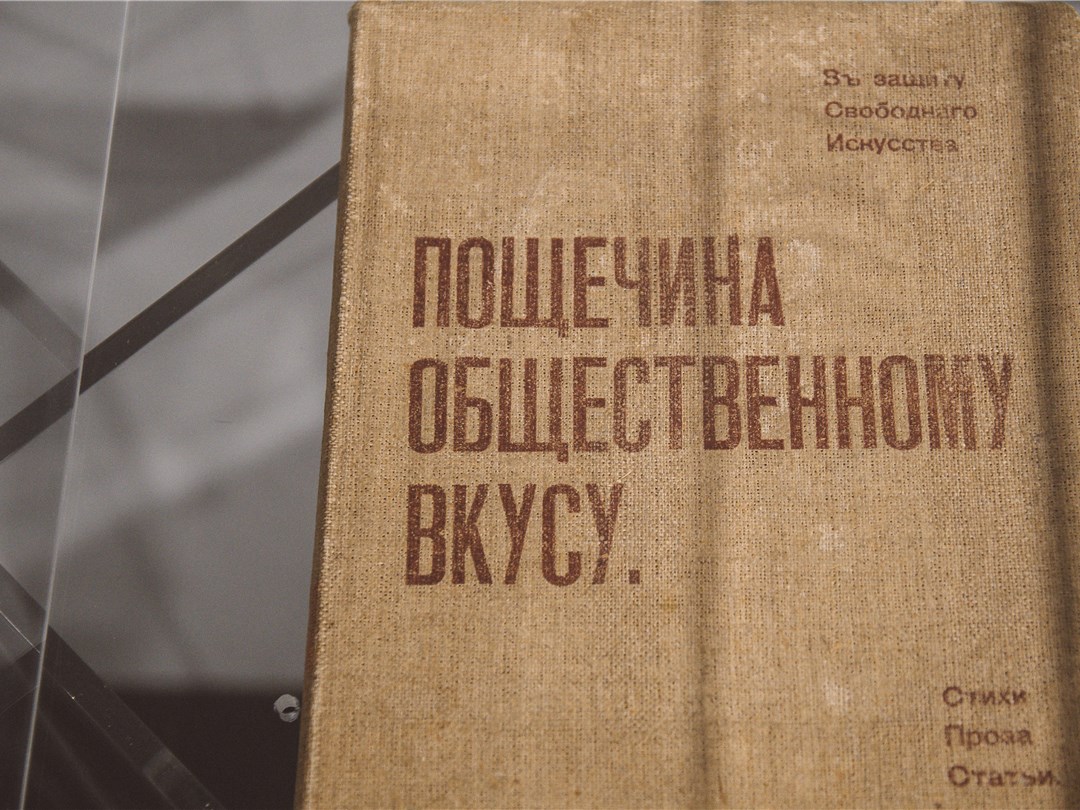 Въ защиту
Свободнаго
Искусства
ПОЩЕЧИНА
ОБЩЕСТВЕННОМУ
ВКУСУ.
Стихи
Проза
Статьи.